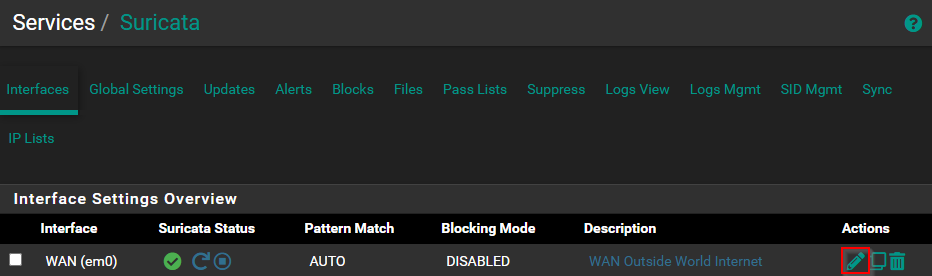 Services / Suricata
Interfaces Global Settings Updates Alerts Blocks Files Pass Lists Suppress Logs View Logs Mgmt SID Mgmt Sync
IP Lists
Interface Settings Overview
Interface Suricata Status Pattern Match Blocking Mode Description Actions
WAN (em0) AUTO DISABLED WAN Outside World Internet